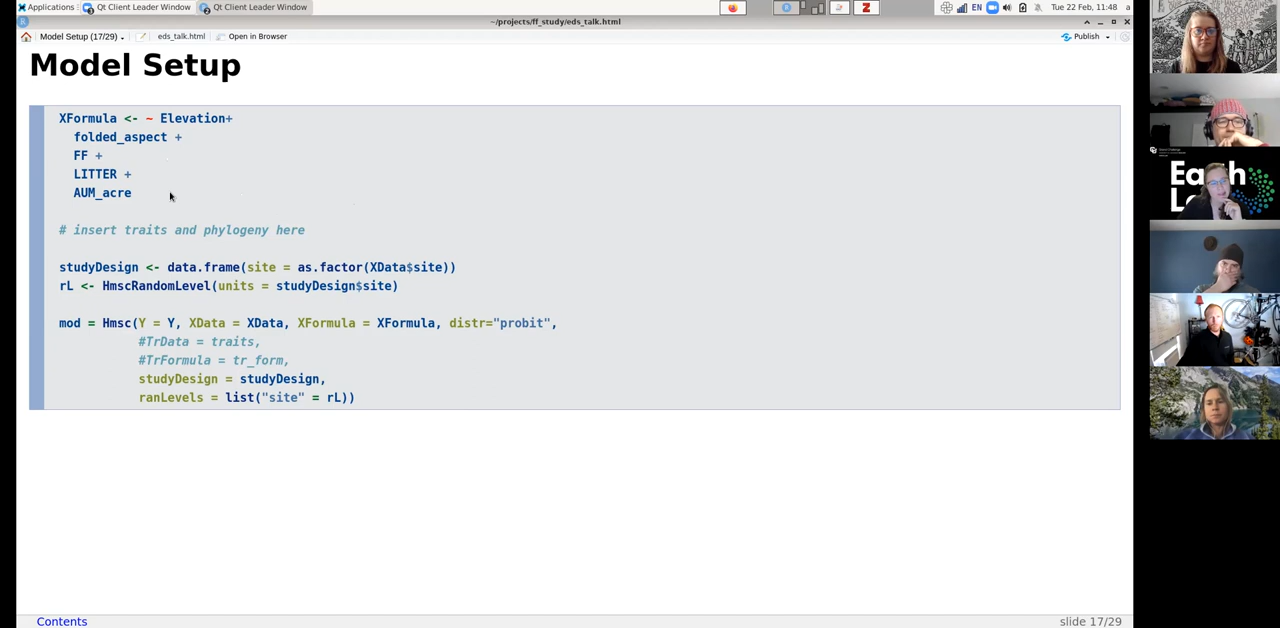 Applications
Qt Client Leader Window
Qt Client Leader Window
EN
Tue 22 Feb, 11:48 a
~/projects/ff_study/eds_talk.html
Model Setup (17/29)
eds_talk.html
Open in Browser
Publish
Model Setup
XFormula <- ~ Elevation+
folded_aspect +
FF +
LITTER +
AUM_acre
# insert traits and phylogeny here
studyDesign <- data.frame(site = as.factor(XData$site))
rL <- HmscRandomLevel(units = studyDesign$site)
mod = Hmsc(Y = Y, XData = XData, XFormula = XFormula, distr="probit",
#TrData = traits,
#TrFormula = tr_form,
studyDesign = studyDesign,
ranLevels = list("site" = rL))
Contents
slide 17/29